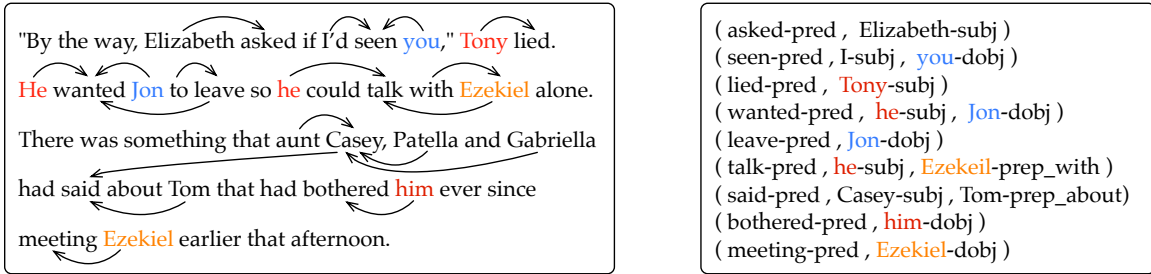 "By the way, Elizabeth asked if I'd seen you," Tony lied.
He wanted Jon to leave so he could talk with Ezekiel alone.
There was something that aunt Casey, Patella and Gabriella
had said about Tom that had bothered him ever since
meeting Ezekiel earlier that afternoon.
( asked-pred , Elizabeth-subj )
( seen-pred , I-subj , you-dobj )
( lied-pred , Tony-subj )
( wanted-pred , he-subj , Jon-dobj )
( leave-pred , Jon-dobj )
( talk-pred , he-subj , Ezekeil-prep_with )
( said-pred , Casey-subj , Tom-prep_about)
( bothered-pred , him-dobj )
( meeting-pred , Ezekiel-dobj )